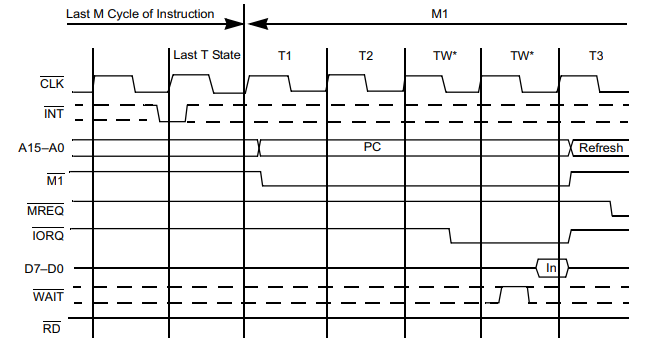 Last M Cycle of Instruction M1
Last T State T1 T2 TW* TW* T3
CLK
INT
A15–A0 PC Refresh
M1
MREQ
IORQ
D7–D0 In
WAIT
RD